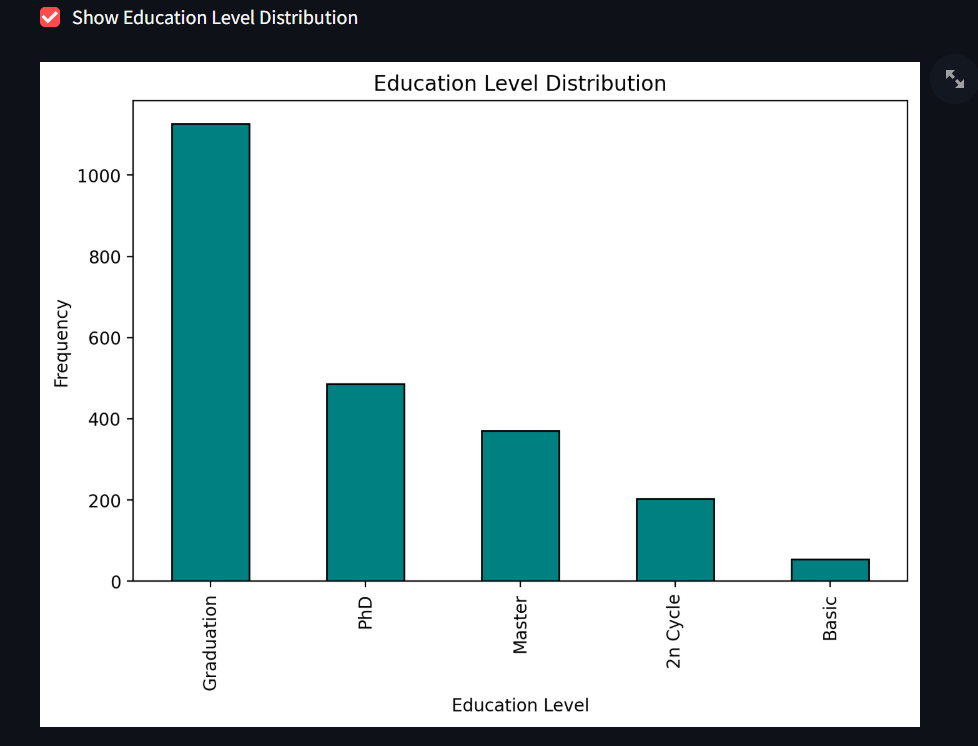 Show Education Level Distribution
Education Level Distribution
1000
800
600
400
200
0
Frequency
Graduation
PhD
Master
2n Cycle
Basic
Education Level